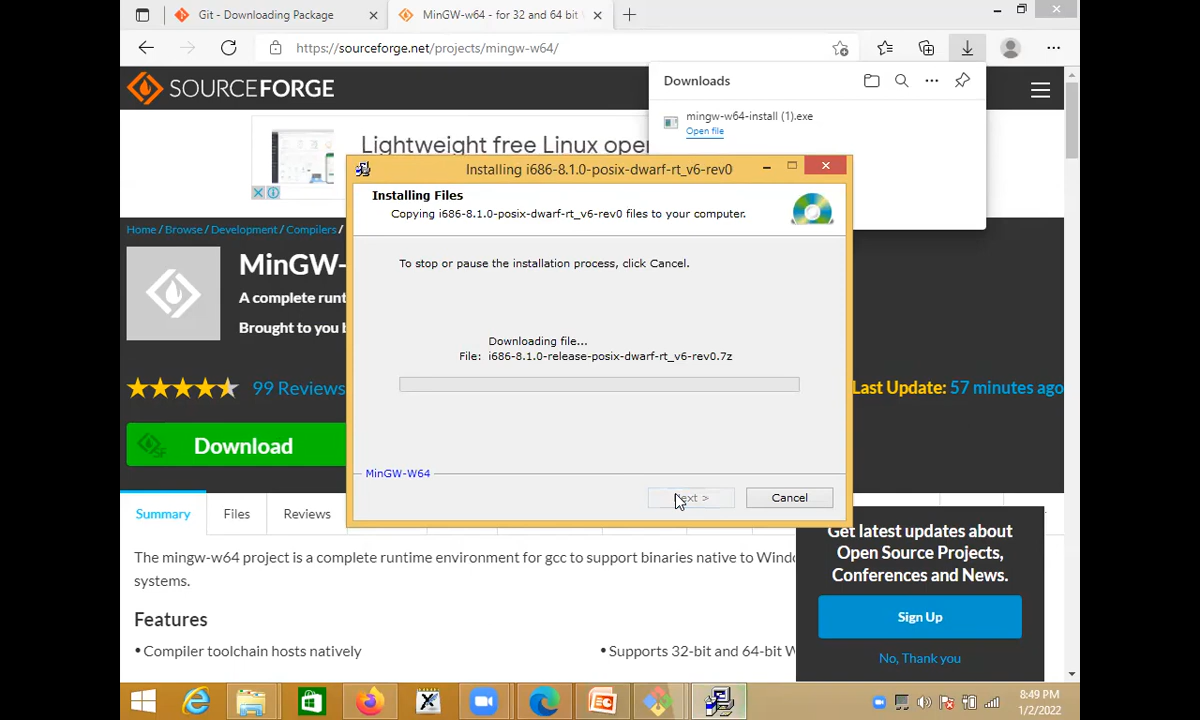 Git - Downloading Package
MinGW-w64 - for 32 and 64 bit
https://sourceforge.net/projects/mingw-w64/
SOURCEFORGE
Downloads
mingw-w64-install (1).exe
Open file
Lightweight free Linux oper
Installing i686-8.1.0-posix-dwarf-rt_v6-rev0
Installing Files
Copying i686-8.1.0-posix-dwarf-rt_v6-rev0 files to your computer.
Home / Browse / Development / Compilers /
To stop or pause the installation process, click Cancel.
MinGW-
A complete runt
Brought to you b
Downloading file...
File: i686-8.1.0-release-posix-dwarf-rt_v6-rev0.7z
99 Reviews
Last Update: 57 minutes ago
Download
MinGW-W64
Next >
Cancel
Summary
Files
Reviews
Get latest updates about
Open Source Projects,
Conferences and News.
Sign Up
No, Thank you
The mingw-w64 project is a complete runtime environment for gcc to support binaries native to Windo
systems.
Features
• Compiler toolchain hosts natively
• Supports 32-bit and 64-bit W
8:49 PM
1/2/2022